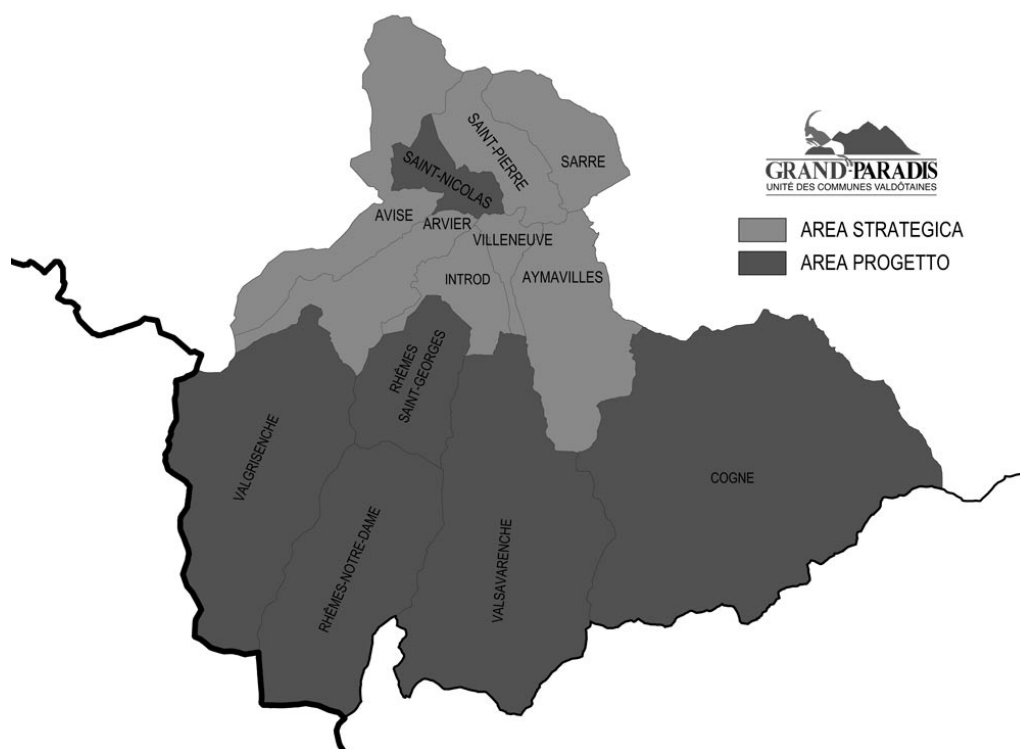 SAINT-PIERRE
SARRE
SAINT-NICOLAS
AVISE
ARVIER
VILLENEUVE
INTROD
AYMAVILLES
GRAND-PARADIS
UNITÉ DES COMMUNES VALDÔTAINES
AREA STRATEGICA
AREA PROGETTO
RHÊMES
SAINT-GEORGES
VALGRISENCHE
RHÊMES-NOTRE-DAME
VALSAVARENCHE
COGNE